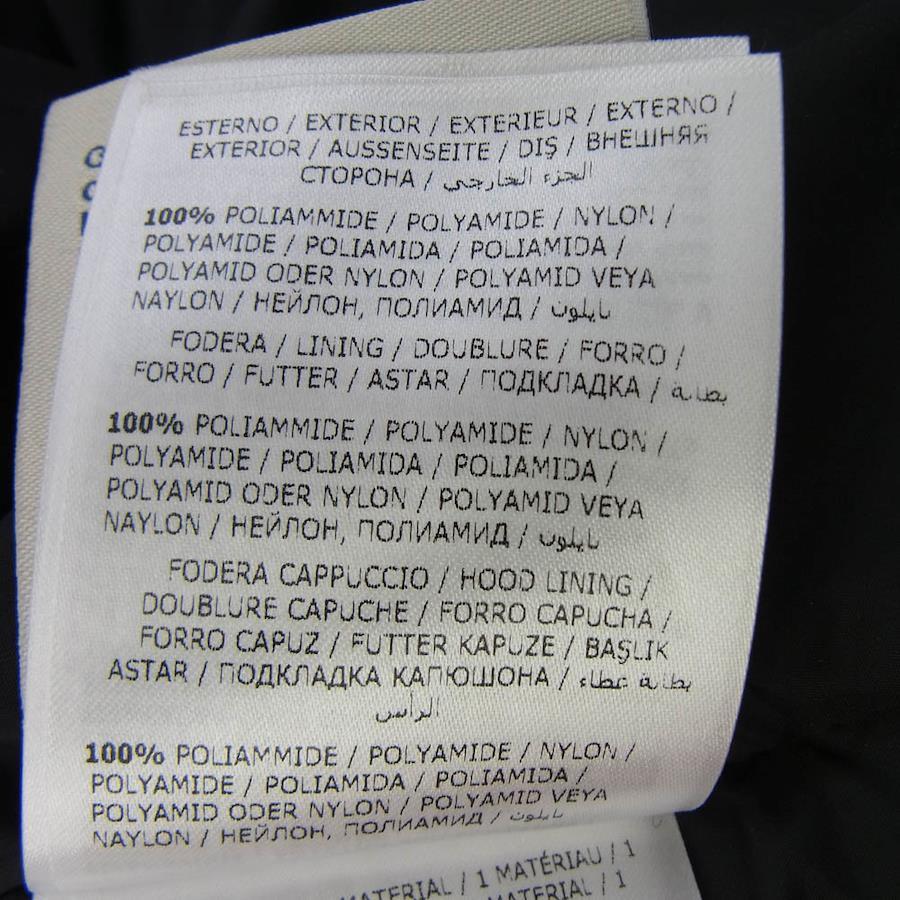 ESTERNO / EXTERIOR / EXTERIEUR / EXTERNO /
EXTERIOR / AUSSENSEITE / DIŞ / ВНЕШНЯЯ
СТОРОНА / الجزء الخارجي
100% POLIAMMIDE / POLYAMIDE / NYLON /
POLYAMIDE / POLIAMIDA / POLIAMIDA /
POLYAMID ODER NYLON / POLYAMID VEYA
NAYLON / НЕЙЛОН, ПОЛИАМИД / نايلون
FODERA / LINING / DOUBLURE / FORRO /
FORRO / FUTTER / ASTAR / ПОДКЛАДКА / بطانة
100% POLIAMMIDE / POLYAMIDE / NYLON /
POLYAMIDE / POLIAMIDA / POLIAMIDA /
POLYAMID ODER NYLON / POLYAMID VEYA
NAYLON / НЕЙЛОН, ПОЛИАМИД / نايلون
FODERA CAPPUCCIO / HOOD LINING /
DOUBLURE CAPUCHE / FORRO CAPUCHA /
FORRO CAPUZ / FUTTER KAPUZE / BAŞLIK
ASTAR / ПОДКЛАДКА КАПЮШОНА / بطانة غطاء
الرأس
100% POLIAMMIDE / POLYAMIDE / NYLON /
POLYAMIDE / POLIAMIDA / POLIAMIDA /
POLYAMID ODER NYLON / POLYAMID VEYA
NAYLON / НЕЙЛОН, ПОЛИАМИД / نايلون
MATERIAL / 1 MATÉRIAU / 1
MATERIAL / 1